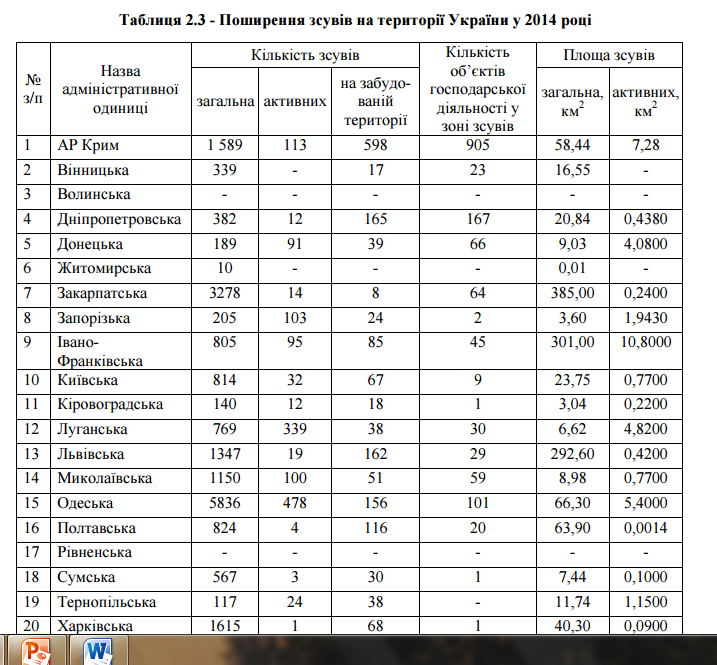 Таблиця 2.3 - Поширення зсувів на території України у 2014 році
№ з/п | Назва адміністративної одиниці | Кількість зсувів | Кількість об’єктів господарської діяльності у зоні зсувів | Площа зсувів
загальна | активних | на забудо-ваній території | загальна, км2 | активних, км2
1 АР Крим 1 589 113 598 905 58,44 7,28
2 Вінницька 339 - 17 23 16,55 -
3 Волинська - - - - - -
4 Дніпропетровська 382 12 165 167 20,84 0,4380
5 Донецька 189 91 39 66 9,03 4,0800
6 Житомирська 10 - - - 0,01 -
7 Закарпатська 3278 14 8 64 385,00 0,2400
8 Запорізька 205 103 24 2 3,60 1,9430
9 Івано- 805 95 85 45 301,00 10,8000
Франківська
10 Київська 814 32 67 9 23,75 0,7700
11 Кіровоградська 140 12 18 1 3,04 0,2200
12 Луганська 769 339 38 30 6,62 4,8200
13 Львівська 1347 19 162 29 292,60 0,4200
14 Миколаївська 1150 100 51 59 8,98 0,7700
15 Одеська 5836 478 156 101 66,30 5,4000
16 Полтавська 824 4 116 20 63,90 0,0014
17 Рівненська - - - - - -
18 Сумська 567 3 30 1 7,44 0,1000
19 Тернопільська 117 24 38 - 11,74 1,1500
20 Харківська 1615 1 68 1 40,30 0,0900